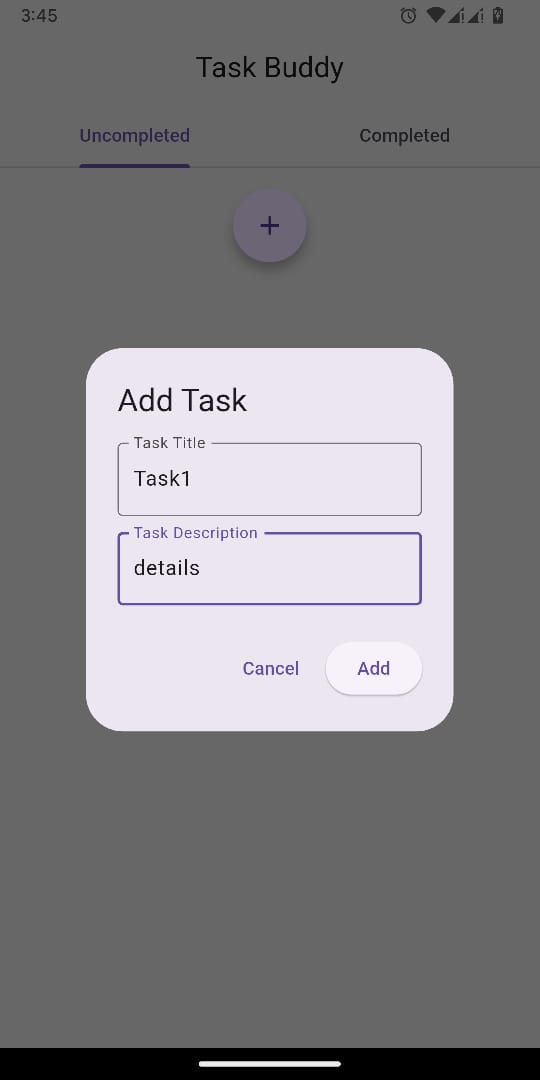 3:45
Task Buddy
Uncompleted Completed
+
Add Task
Task Title
Task1
Task Description
details
Cancel Add